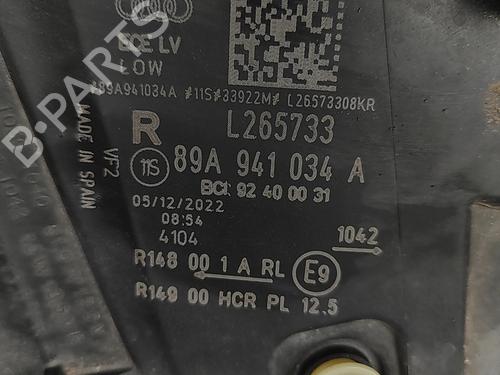 ECE LV
LOW
*89A941034A *11S*33922M* L26573308KR
R L265733
MADE IN SPAIN
VF2
11S 89A 941 034 A
BCI: 92 40 00 31
05/12/2022
08:54
4104
1042
R148 00 1 A RL E9
R149 00 HCR PL 12.5